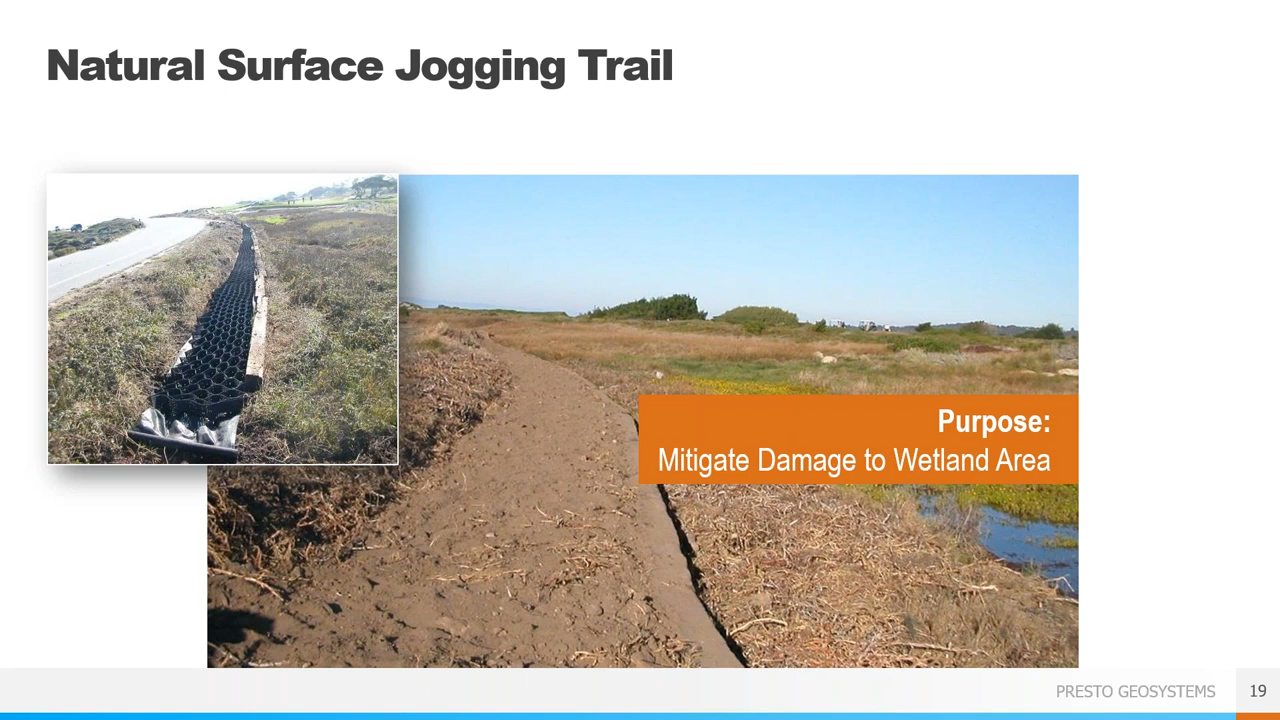 Natural Surface Jogging Trail
Purpose:
Mitigate Damage to Wetland Area
PRESTO GEOSYSTEMS
19